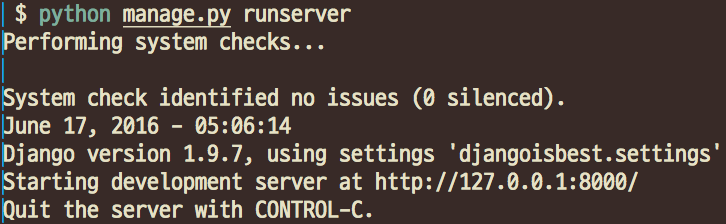 $ python manage.py runserver
Performing system checks...
System check identified no issues (0 silenced).
June 17, 2016 - 05:06:14
Django version 1.9.7, using settings 'djangoisbest.settings'
Starting development server at http://127.0.0.1:8000/
Quit the server with CONTROL-C.